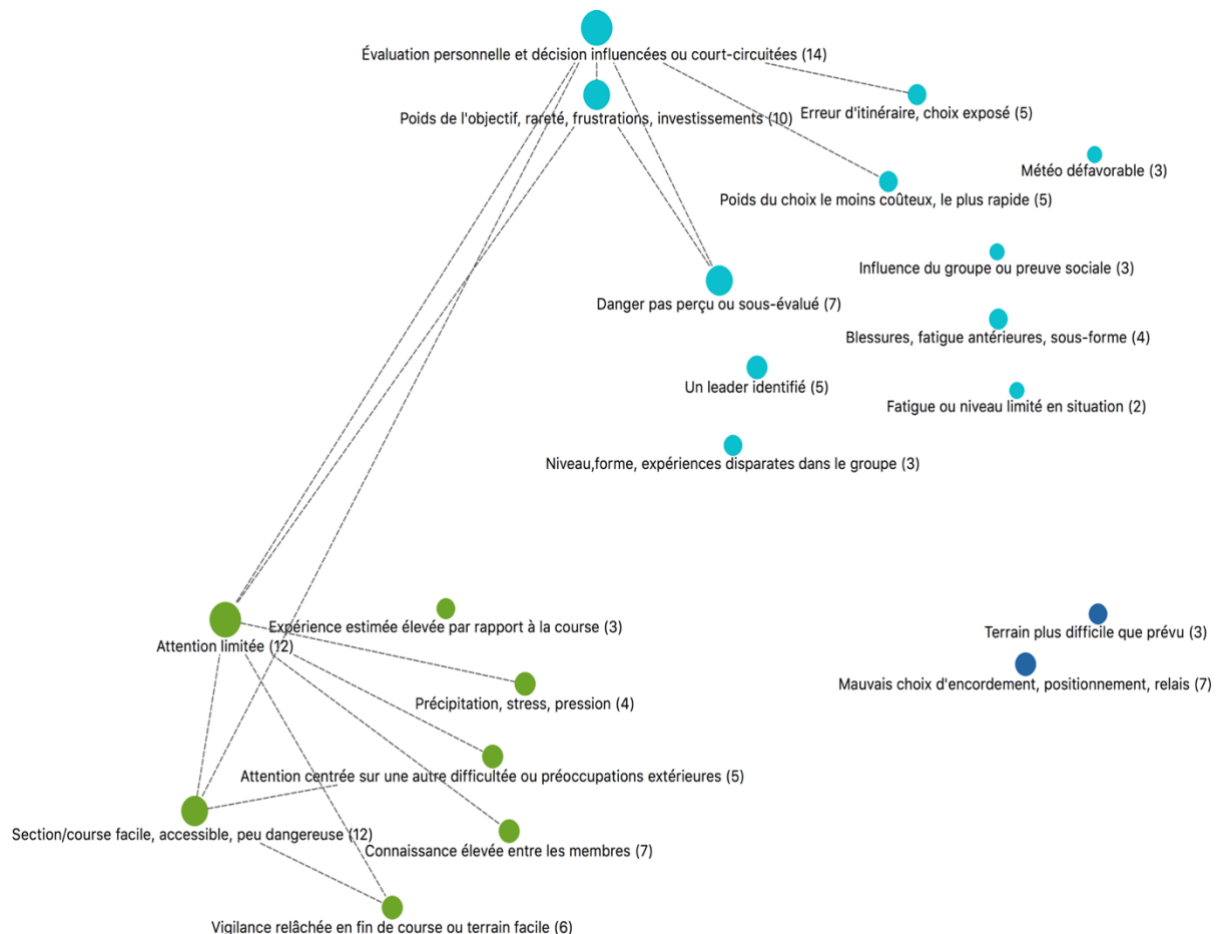 Évaluation personnelle et décision influencées ou court-circuitées (14)
Poids de l'objectif, rareté, frustrations, investissements (10)
Erreur d'itinéraire, choix exposé (5)
Météo défavorable (3)
Poids du choix le moins coûteux, le plus rapide (5)
Influence du groupe ou preuve sociale (3)
Danger pas perçu ou sous-évalué (7)
Blessures, fatigue antérieures, sous-forme (4)
Un leader identifié (5)
Fatigue ou niveau limité en situation (2)
Niveau,forme, expériences disparates dans le groupe (3)
Expérience estimée élevée par rapport à la course (3)
Terrain plus difficile que prévu (3)
Attention limitée (12)
Mauvais choix d'encordement, positionnement, relais (7)
Précipitation, stress, pression (4)
Attention centrée sur une autre difficultée ou préoccupations extérieures (5)
Section/course facile, accessible, peu dangereuse (12)
Connaissance élevée entre les membres (7)
Vigilance relâchée en fin de course ou terrain facile (6)